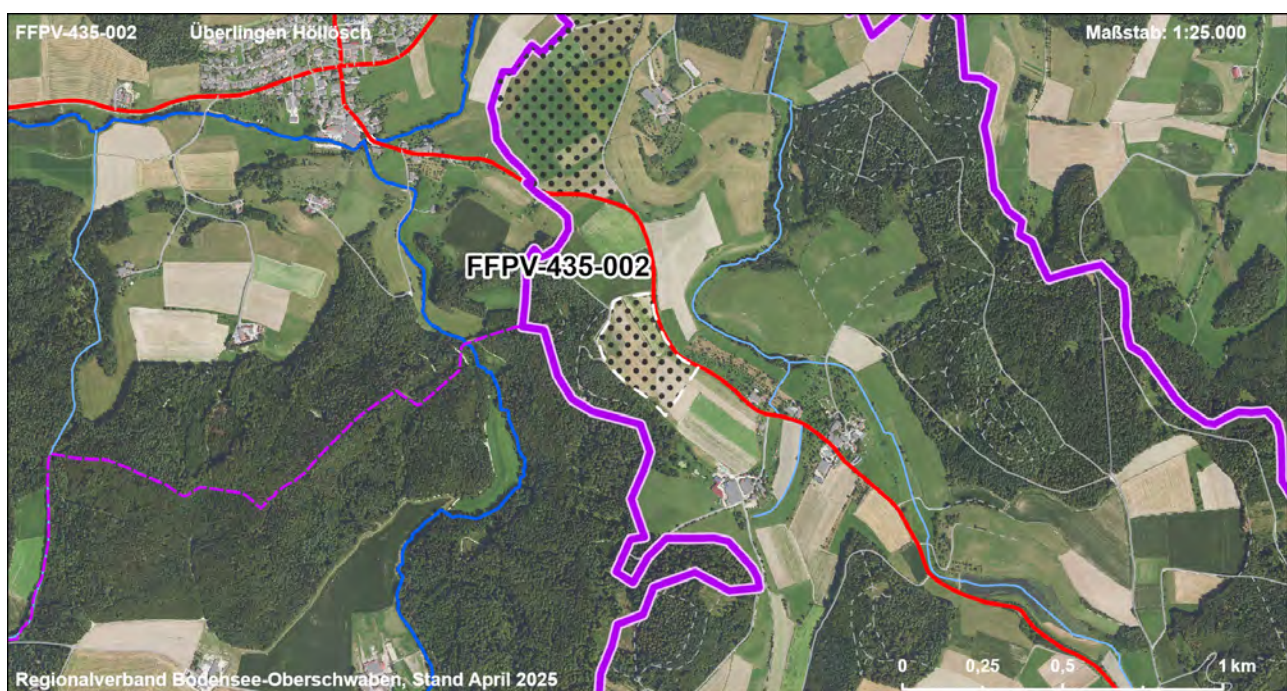 FFPV-435-002 Überlingen Höllösch Maßstab: 1:25.000
FFPV-435-002
0 0,25 0,5 1 km
Regionalverband Bodensee-Oberschwaben, Stand April 2025